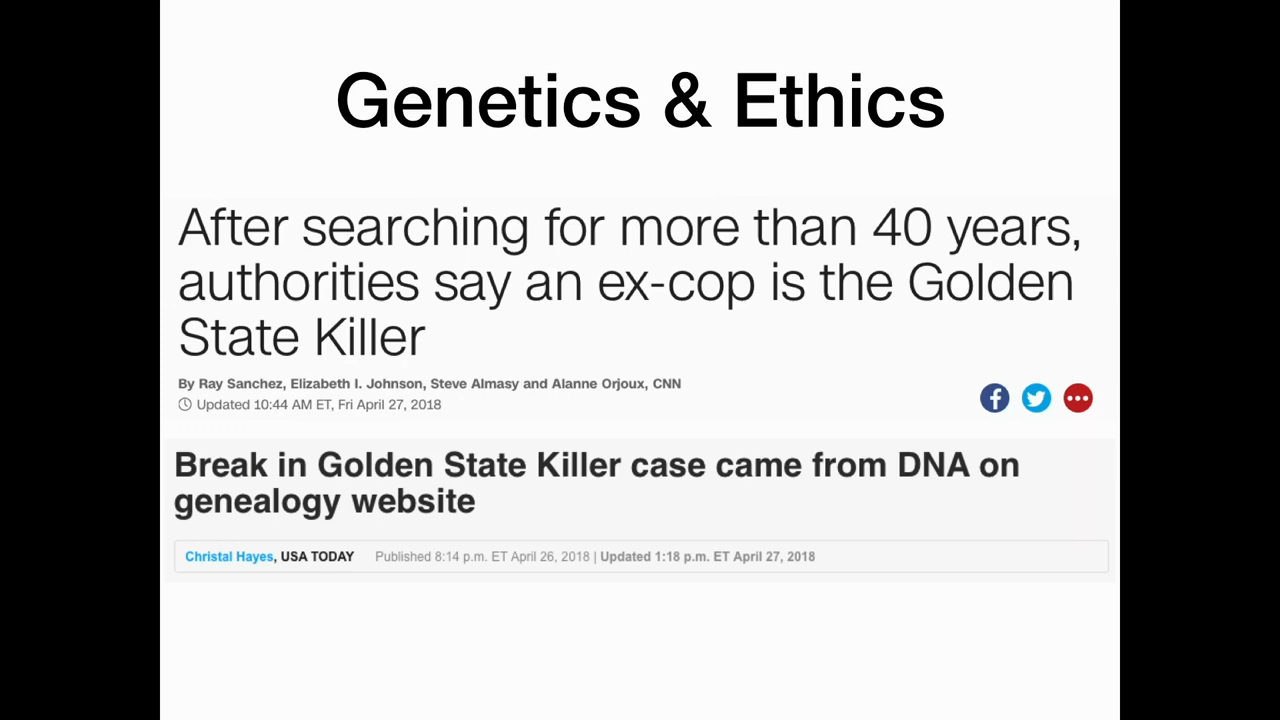 Genetics & Ethics
After searching for more than 40 years,
authorities say an ex-cop is the Golden
State Killer
By Ray Sanchez, Elizabeth I. Johnson, Steve Almasy and Alanne Orjoux, CNN
Updated 10:44 AM ET, Fri April 27, 2018
Break in Golden State Killer case came from DNA on
genealogy website
Christal Hayes, USA TODAY Published 8:14 p.m. ET April 26, 2018 | Updated 1:18 p.m. ET April 27, 2018